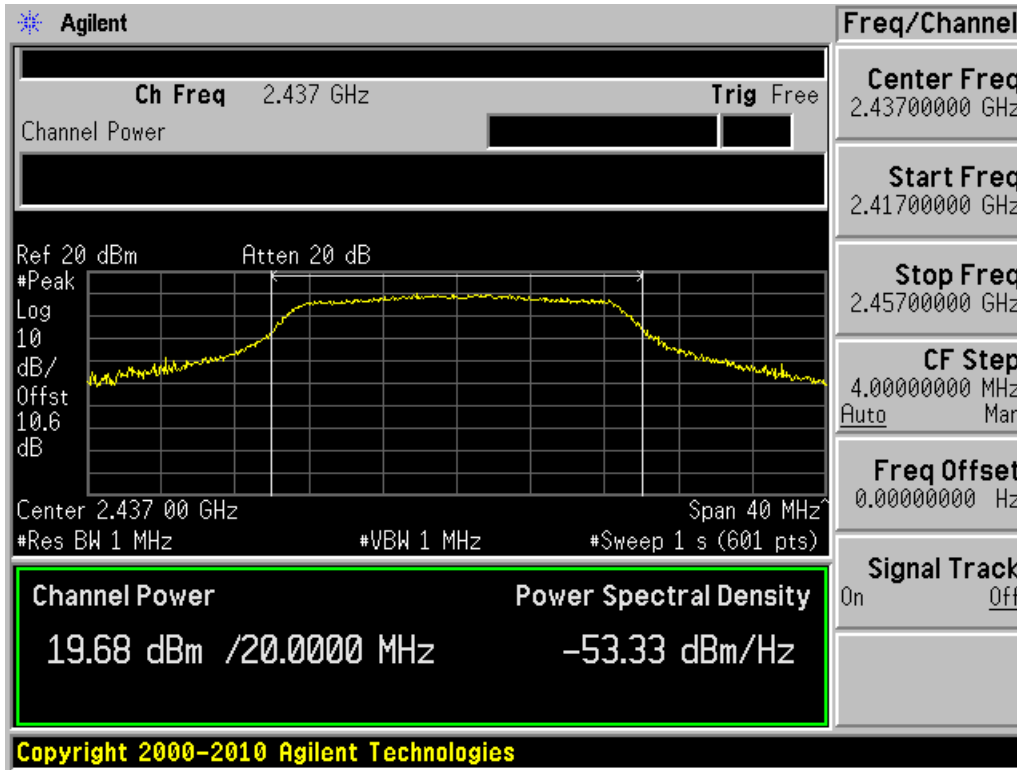 Agilent
Freq/Channel
Ch Freq 2.437 GHz Trig Free
Channel Power
Center Freq
2.43700000 GHz
Start Freq
2.41700000 GHz
Stop Freq
2.45700000 GHz
CF Step
4.00000000 MHz
Auto Man
Freq Offset
0.00000000 Hz
Signal Track
On Off
Ref 20 dBm Atten 20 dB
#Peak
Log
10
dB/
Offst
10.6
dB
Center 2.437 00 GHz Span 40 MHz^
#Res BW 1 MHz #VBW 1 MHz #Sweep 1 s (601 pts)
Channel Power Power Spectral Density
19.68 dBm /20.0000 MHz -53.33 dBm/Hz
Copyright 2000-2010 Agilent Technologies